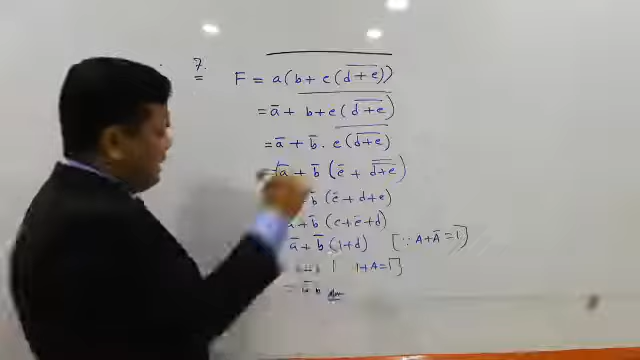 7.
F = a(b + e(d̅+̅e̅))
= ā + b + e(d̅+̅e̅)
= ā + b̄ . e(d̅+̅e̅)
= ā + b̄ (ē + d+e)
b̄ (ē + d + e)
+ b̄ (e + ē + d)
ā + b̄ (1+d) [∵ A + Ā = 1]
1 1+A = 1]